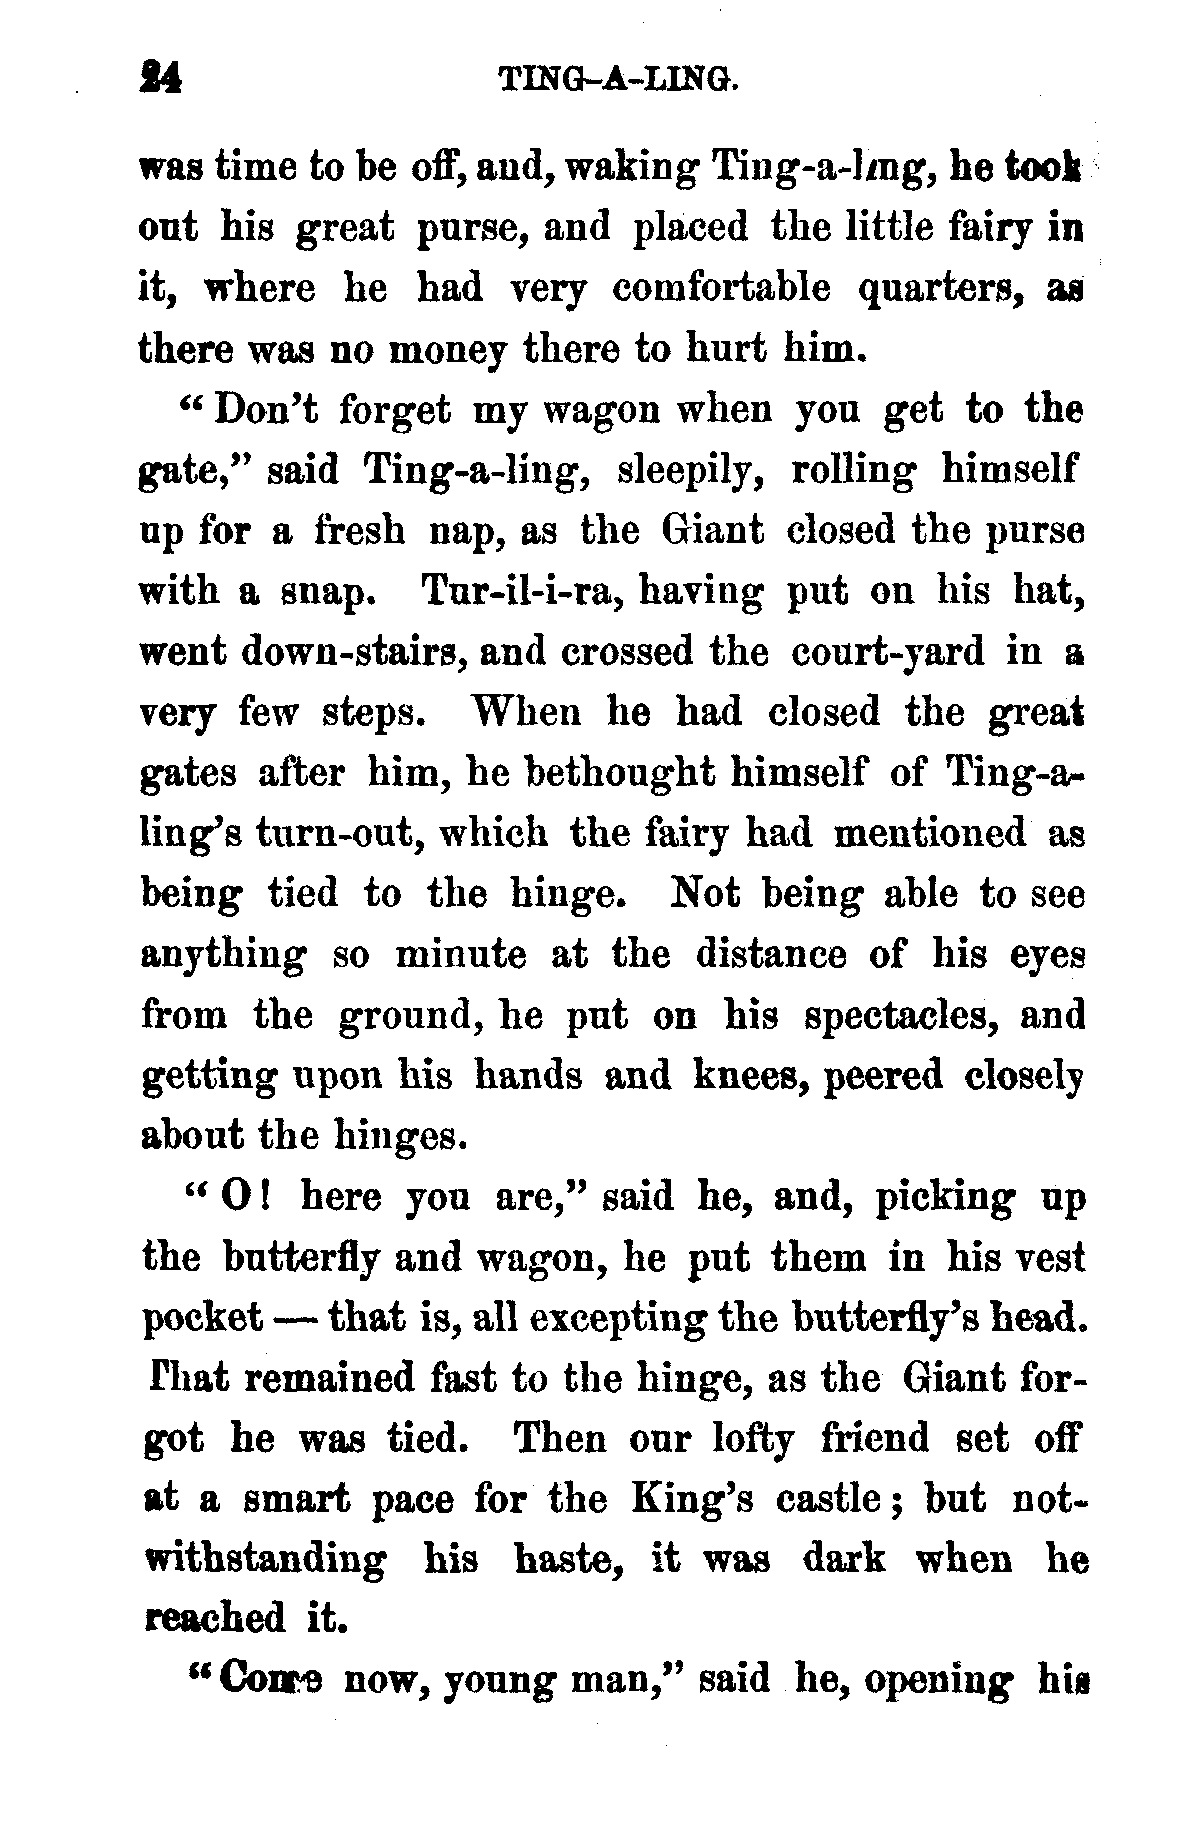 24 TING-A-LING.
was time to be off, and, waking Ting-a-ling, he took
out his great purse, and placed the little fairy in
it, where he had very comfortable quarters, as
there was no money there to hurt him.
" Don't forget my wagon when you get to the
gate," said Ting-a-ling, sleepily, rolling himself
up for a fresh nap, as the Giant closed the purse
with a snap. Tur-il-i-ra, having put on his hat,
went down-stairs, and crossed the court-yard in a
very few steps. When he had closed the great
gates after him, he bethought himself of Ting-a-
ling's turn-out, which the fairy had mentioned as
being tied to the hinge. Not being able to see
anything so minute at the distance of his eyes
from the ground, he put on his spectacles, and
getting upon his hands and knees, peered closely
about the hinges.
" O! here you are," said he, and, picking up
the butterfly and wagon, he put them in his vest
pocket — that is, all excepting the butterfly's head.
That remained fast to the hinge, as the Giant for-
got he was tied. Then our lofty friend set off
at a smart pace for the King's castle; but not-
withstanding his haste, it was dark when he
reached it.
"Come now, young man," said he, opening his